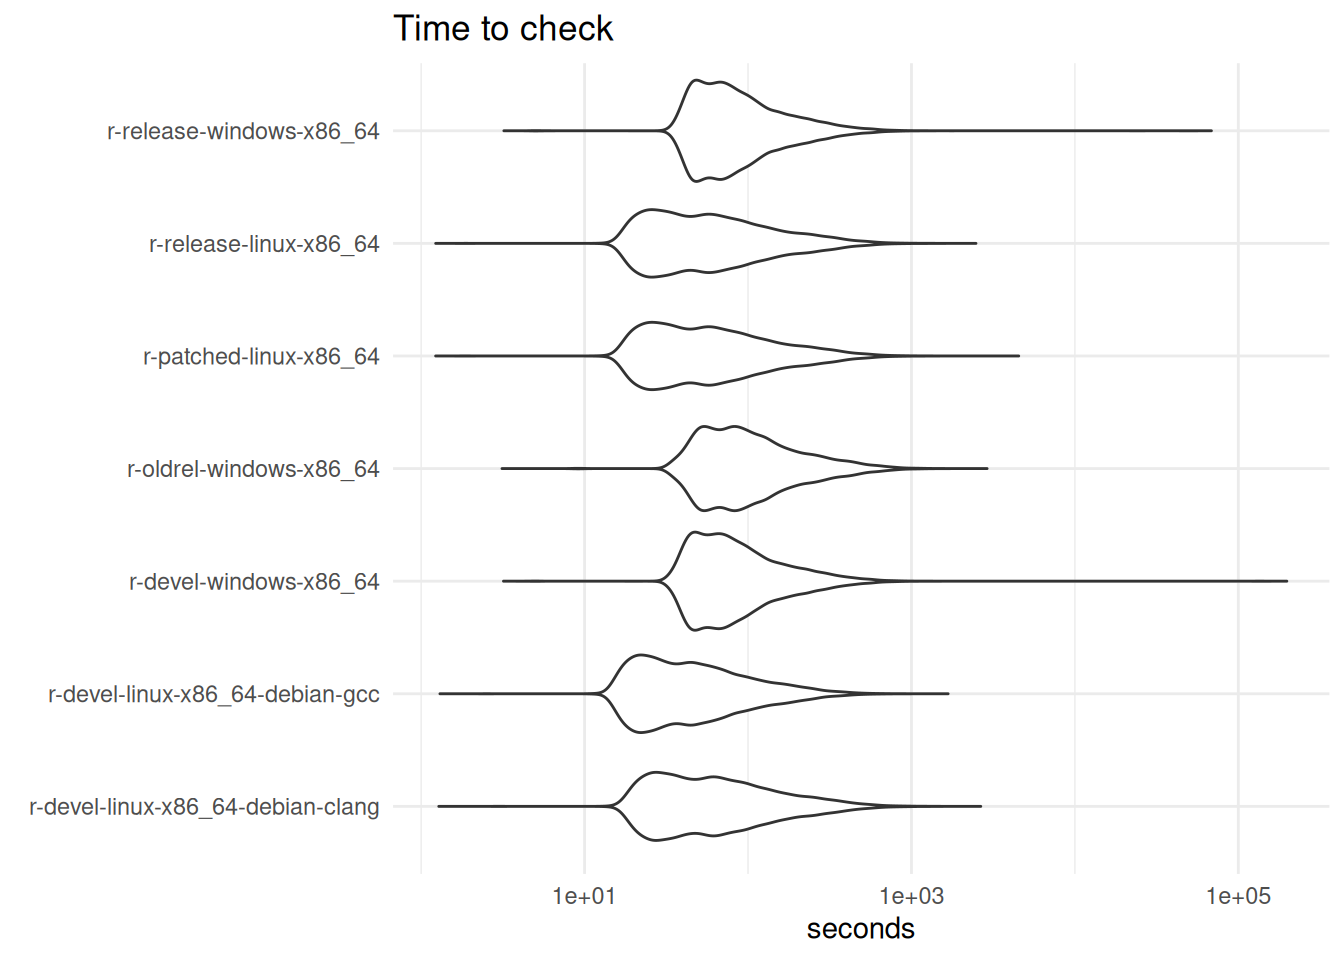 Time to check
r-release-windows-x86_64
r-release-linux-x86_64
r-patched-linux-x86_64
r-oldrel-windows-x86_64
r-devel-windows-x86_64
r-devel-linux-x86_64-debian-gcc
r-devel-linux-x86_64-debian-clang
1e+01 1e+03 1e+05
seconds